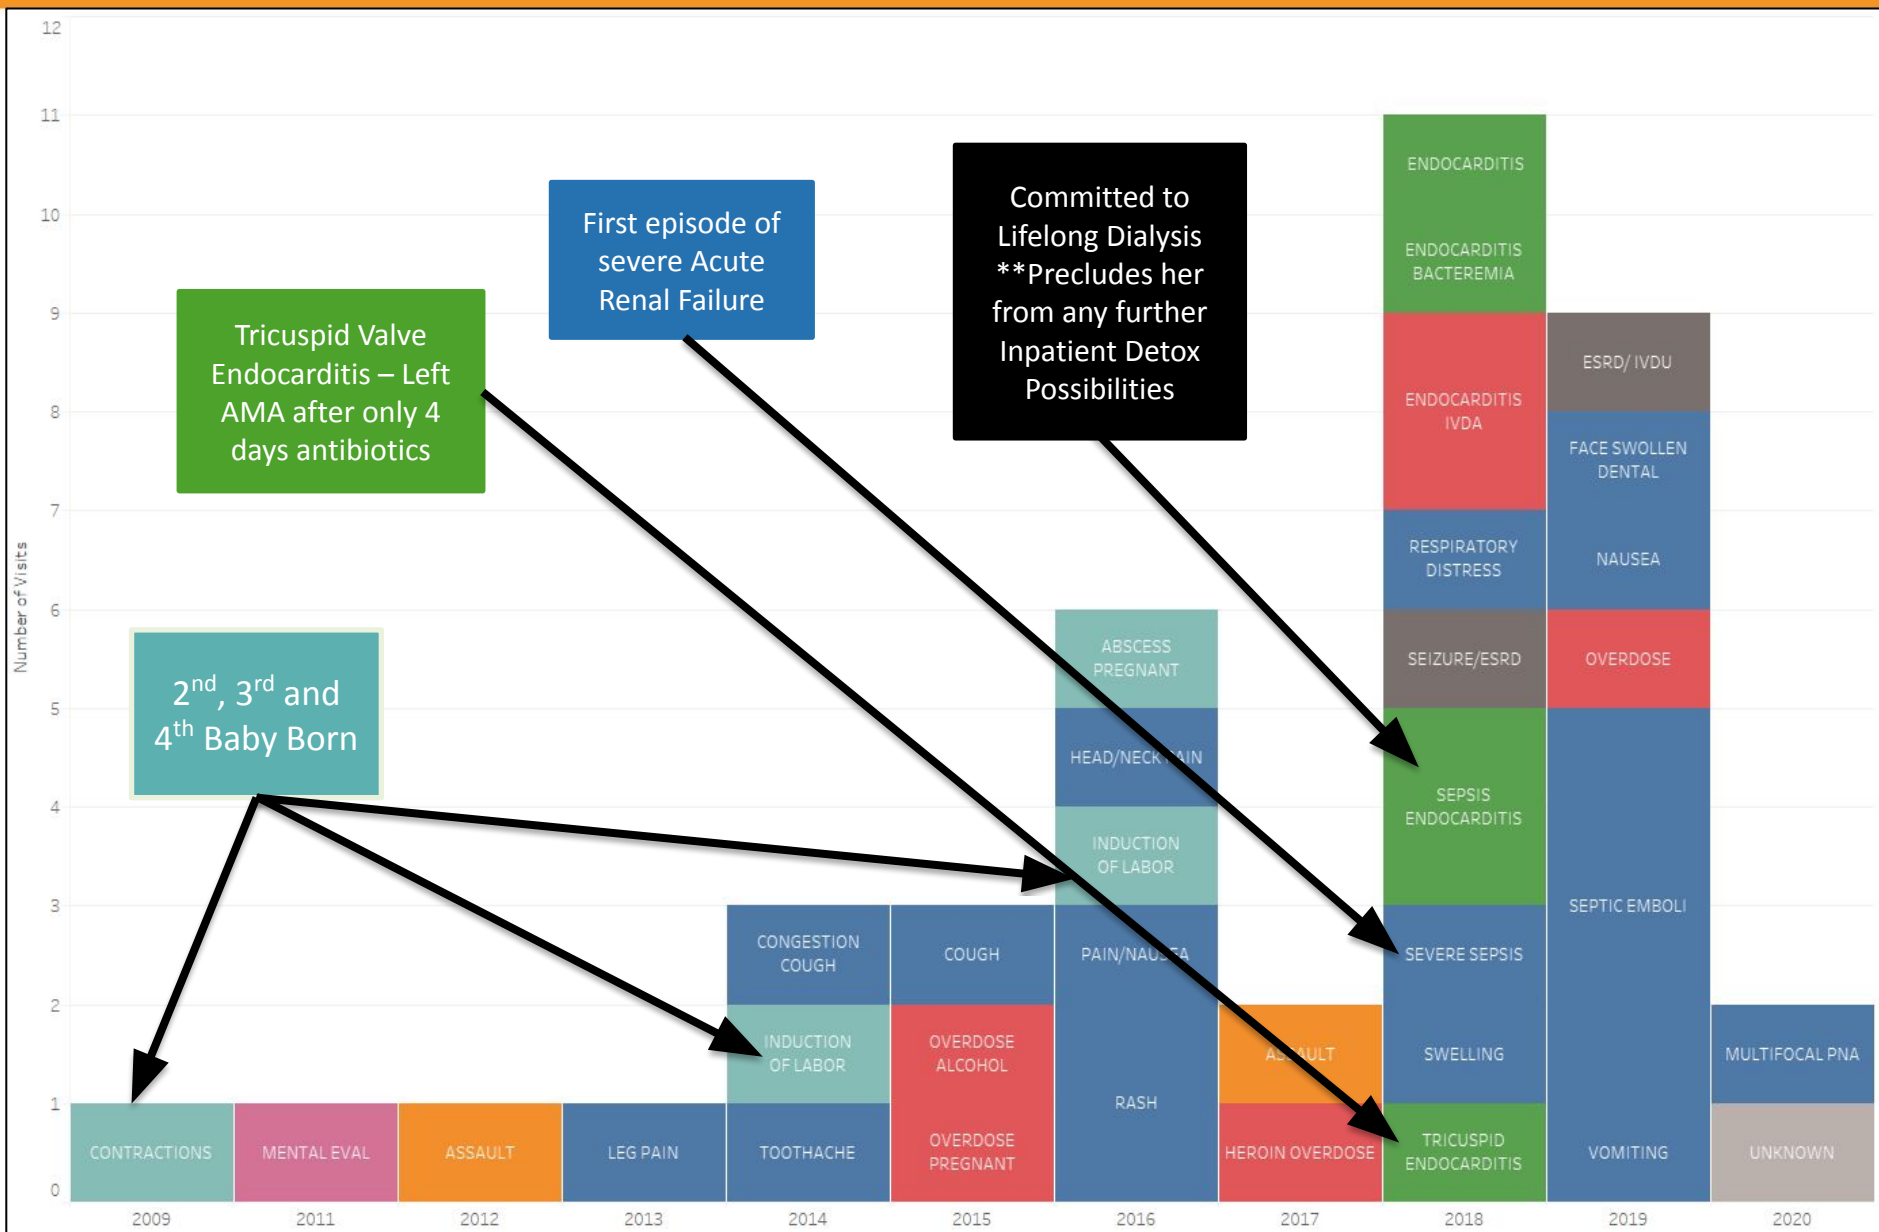 12
11
10
9
8
7
6
5
4
3
2
1
0
Number of Visits
Tricuspid Valve
Endocarditis – Left
AMA after only 4
days antibiotics
First episode of
severe Acute
Renal Failure
Committed to
Lifelong Dialysis
**Precludes her
from any further
Inpatient Detox
Possibilities
2nd, 3rd and
4th Baby Born
CONTRACTIONS
MENTAL EVAL
ASSAULT
LEG PAIN
CONGESTION
COUGH
INDUCTION
OF LABOR
TOOTHACHE
COUGH
OVERDOSE
ALCOHOL
OVERDOSE
PREGNANT
ABSCESS
PREGNANT
HEAD/NECK PAIN
INDUCTION
OF LABOR
PAIN/NAUSEA
RASH
ASSAULT
HEROIN OVERDOSE
ENDOCARDITIS
ENDOCARDITIS
BACTEREMIA
ENDOCARDITIS
IVDA
RESPIRATORY
DISTRESS
SEIZURE/ESRD
SEPSIS
ENDOCARDITIS
SEVERE SEPSIS
SWELLING
TRICUSPID
ENDOCARDITIS
ESRD/ IVDU
FACE SWOLLEN
DENTAL
NAUSEA
OVERDOSE
SEPTIC EMBOLI
VOMITING
MULTIFOCAL PNA
UNKNOWN
2009
2011
2012
2013
2014
2015
2016
2017
2018
2019
2020